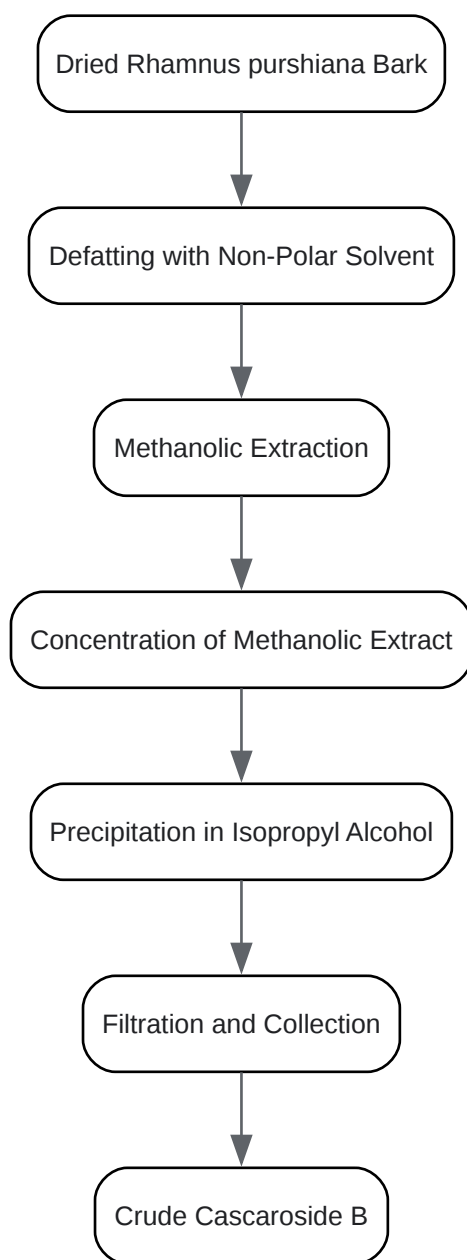 Dried Rhamnus purshiana Bark
Defatting with Non-Polar Solvent
Methanolic Extraction
Concentration of Methanolic Extract
Precipitation in Isopropyl Alcohol
Filtration and Collection
Crude Cascaroside B